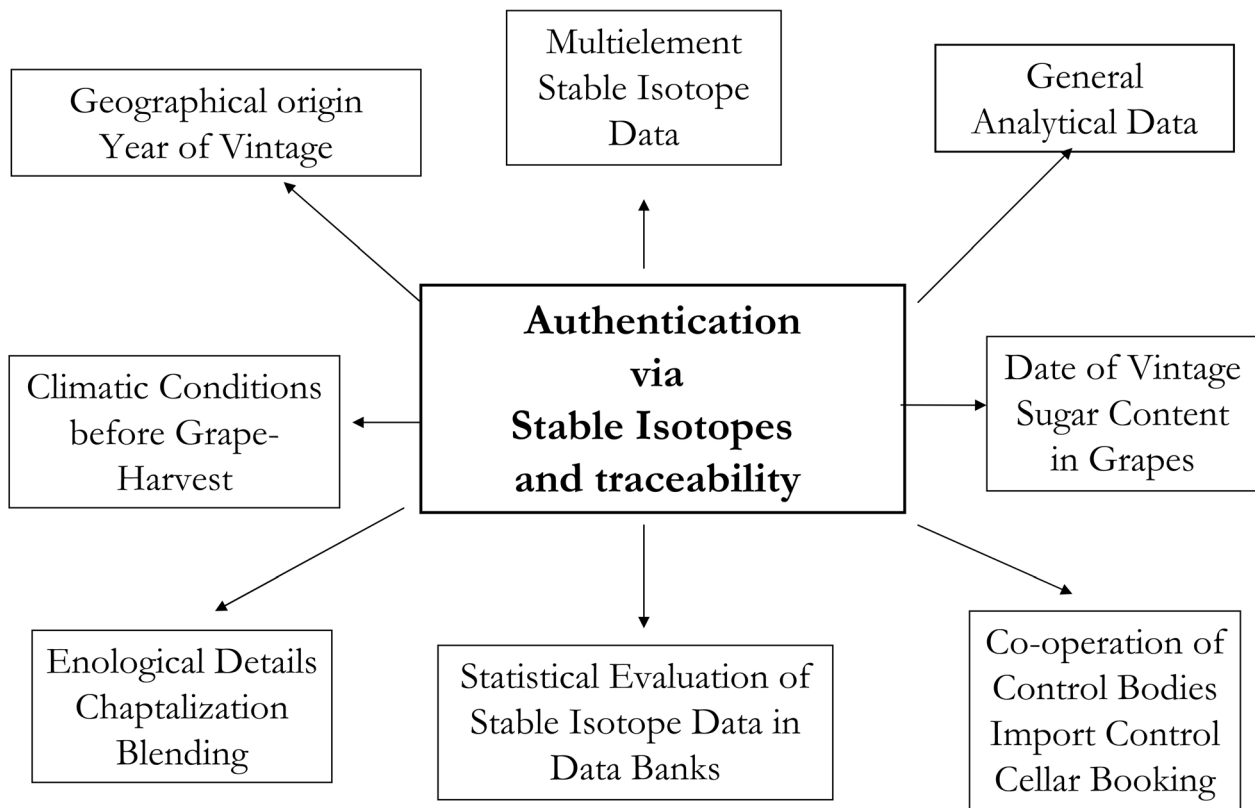 Geographical origin
Year of Vintage
Multielement
Stable Isotope
Data
General
Analytical Data
Authentication
via
Stable Isotopes
and traceability
Climatic Conditions
before Grape-
Harvest
Date of Vintage
Sugar Content
in Grapes
Enological Details
Chaptalization
Blending
Statistical Evaluation of
Stable Isotope Data in
Data Banks
Co-operation of
Control Bodies
Import Control
Cellar Booking